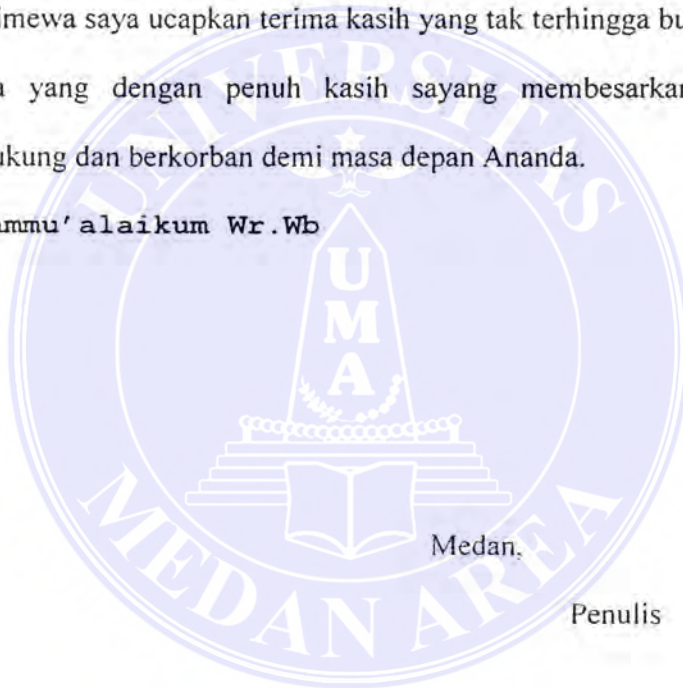 imewa saya ucapkan terima kasih yang tak terhingga bu
a yang dengan penuh kasih sayang membesarkan
ukung dan berkorban demi masa depan Ananda.
ammu'alaikum Wr.Wb
UNIVERSITAS
U
M
A
MEDAN AREA
Medan,
Penulis